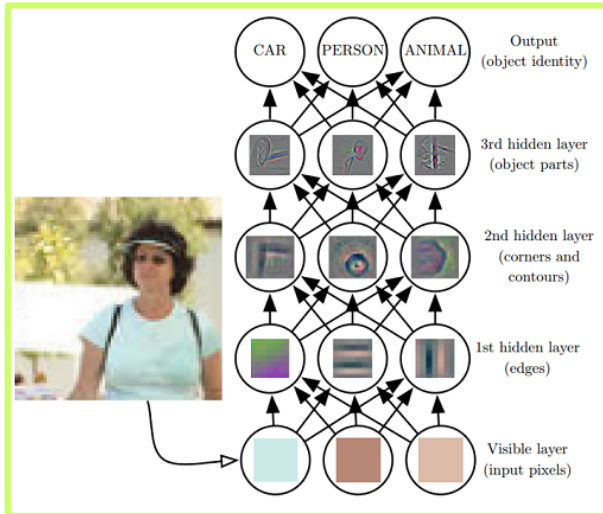 CAR
PERSON
ANIMAL
Output
(object identity)
3rd hidden layer
(object parts)
2nd hidden layer
(corners and
contours)
1st hidden layer
(edges)
Visible layer
(input pixels)